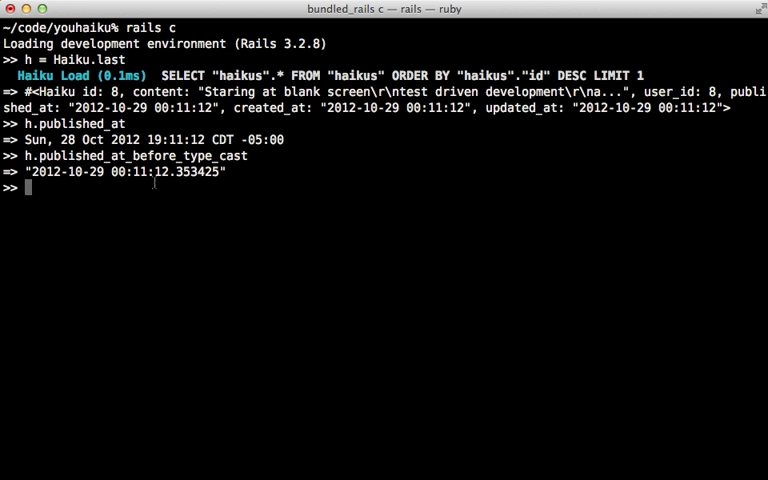 bundled_rails c — rails — ruby
~/code/youhaiku% rails c
Loading development environment (Rails 3.2.8)
>> h = Haiku.last
  Haiku Load (0.1ms)  SELECT "haikus".* FROM "haikus" ORDER BY "haikus"."id" DESC LIMIT 1
=> #<Haiku id: 8, content: "Staring at blank screen\r\ntest driven development\r\na...", user_id: 8, publi
shed_at: "2012-10-29 00:11:12", created_at: "2012-10-29 00:11:12", updated_at: "2012-10-29 00:11:12">
>> h.published_at
=> Sun, 28 Oct 2012 19:11:12 CDT -05:00
>> h.published_at_before_type_cast
=> "2012-10-29 00:11:12.353425"
>>